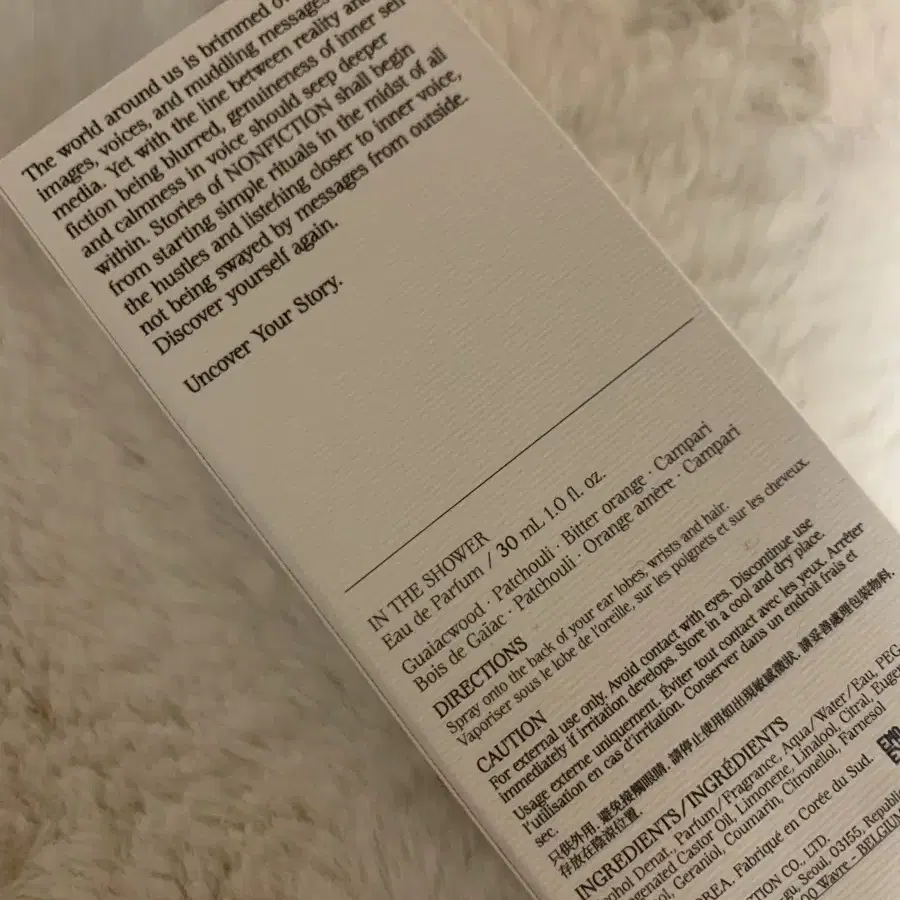 The world around us is brimmed
images, voices, and muddling messages
media. Yet with the line between reality and
fiction being blurred, genuineness of inner self
and calmness in voice should seep deeper
within. Stories of NONFICTION shall begin
from starting simple rituals in the midst of all
the hustles and listening closer to inner voice,
not being swayed by messages from outside.
Discover yourself again.
Uncover Your Story.
IN THE SHOWER
Eau de Parfum / 30 mL 1.0 fl. oz.
Guaiacwood · Patchouli · Bitter orange · Campari
Bois de Gaïac · Patchouli · Orange amère · Campari
DIRECTIONS
Spray onto the back of your ear lobes, wrists and hair.
Vaporiser sous le lobe de l'oreille, sur les poignets et sur les cheveux.
CAUTION
For external use only. Avoid contact with eyes. Discontinue use
immediately if irritation develops. Store in a cool and dry place.
Usage externe uniquement. Éviter tout contact avec les yeux. Arrêter
l'utilisation en cas d'irritation. Conserver dans un endroit frais et
sec.
只供外用. 避免接觸眼睛. 請停止使用如出現敏感徵狀. 請妥善處理包裝物料.
存放在陰涼位置.
INGREDIENTS/INGRÉDIENTS
ohol Denat., Parfum/Fragrance, Aqua/Water/Eau, PEG
ogenated Castor Oil, Limonene, Linalool, Citral, Eugen
ol, Geraniol, Coumarin, Citronellol, Farnesol
REA. Fabriqué en Corée du Sud.
TION CO., LTD.
gu, Seoul, 03155, Republic
00 Wavre – BELGIUM